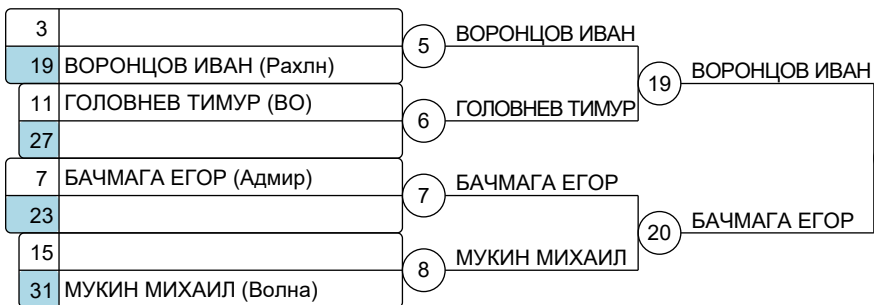 3
19 ВОРОНЦОВ ИВАН (Рахлн)
11 ГОЛОВНЕВ ТИМУР (ВО)
27
7 БАЧМАГА ЕГОР (Адмир)
23
15
31 МУКИН МИХАИЛ (Волна)
5 ВОРОНЦОВ ИВАН
6 ГОЛОВНЕВ ТИМУР
7 БАЧМАГА ЕГОР
8 МУКИН МИХАИЛ
19 ВОРОНЦОВ ИВАН
20 БАЧМАГА ЕГОР